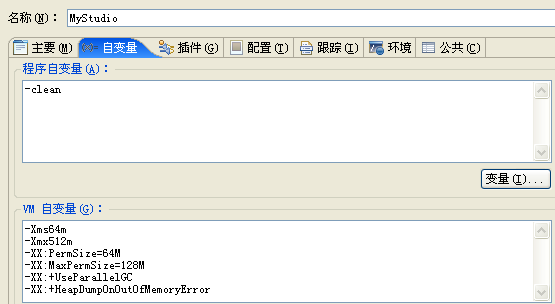 名称(N)： MyStudio
主要(M) 自变量 插件(G) 配置(T) 跟踪(I) 环境 公共(C)
程序自变量(A)：
-clean
变量(I)...
VM 自变量(G)：
-Xms64m
-Xmx512m
-XX:PermSize=64M
-XX:MaxPermSize=128M
-XX:+UseParallelGC
-XX:+HeapDumpOnOutOfMemoryError